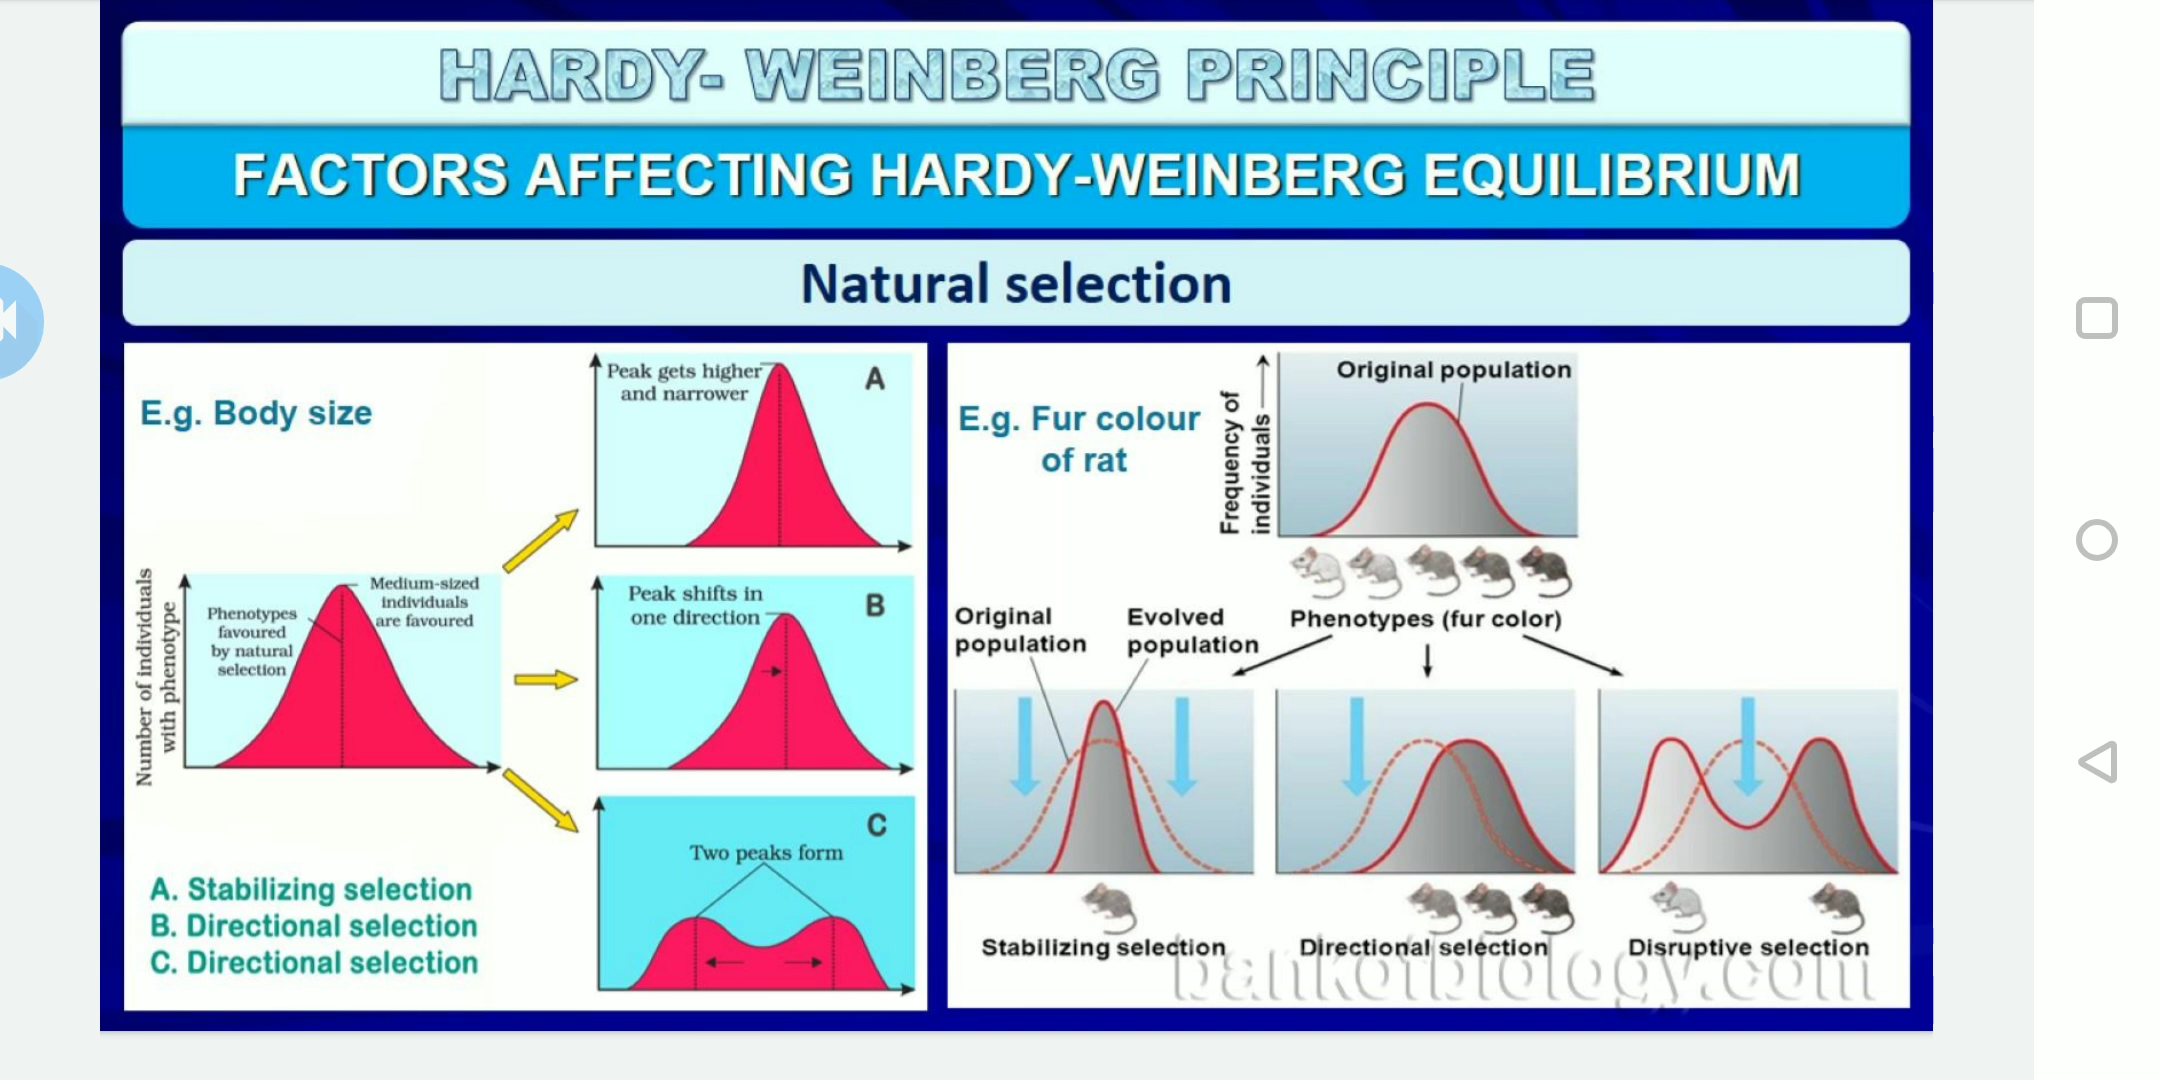 HARDY- WEINBERG PRINCIPLE
FACTORS AFFECTING HARDY-WEINBERG EQUILIBRIUM
Natural selection
E.g. Body size
Number of individuals
with phenotype
Phenotypes
favoured
by natural
selection
Medium-sized
individuals
are favoured
Peak gets higher
and narrower
A
Peak shifts in
one direction
B
Two peaks form
C
A. Stabilizing selection
B. Directional selection
C. Directional selection
E.g. Fur colour
of rat
Frequency of
individuals
Original population
Phenotypes (fur color)
Original
population
Evolved
population
Stabilizing selection
Directional selection
Disruptive selection
bankofbiology.com